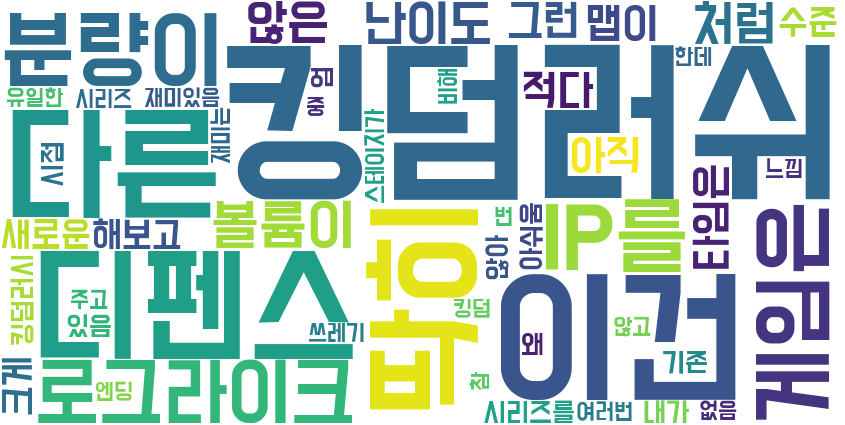 분량이
않은
난이도
그런
맵이
처럼
수준
킹덤러쉬
한데
유일한
시리즈
재미있음
중
엄
비해
적다
다른
재미는
스테이지가
시점
아직
느낌
새로운
해보고
볼륨이
딱히
번
않아
아쉬움
IP를
타임은
게임은
디펜스
킹덤러시
주고
있음
쓰레기
킹덤
이건
왜
않고
기존
크게
로그라이크
엔딩
참
시리즈를
여러번
내가
없음